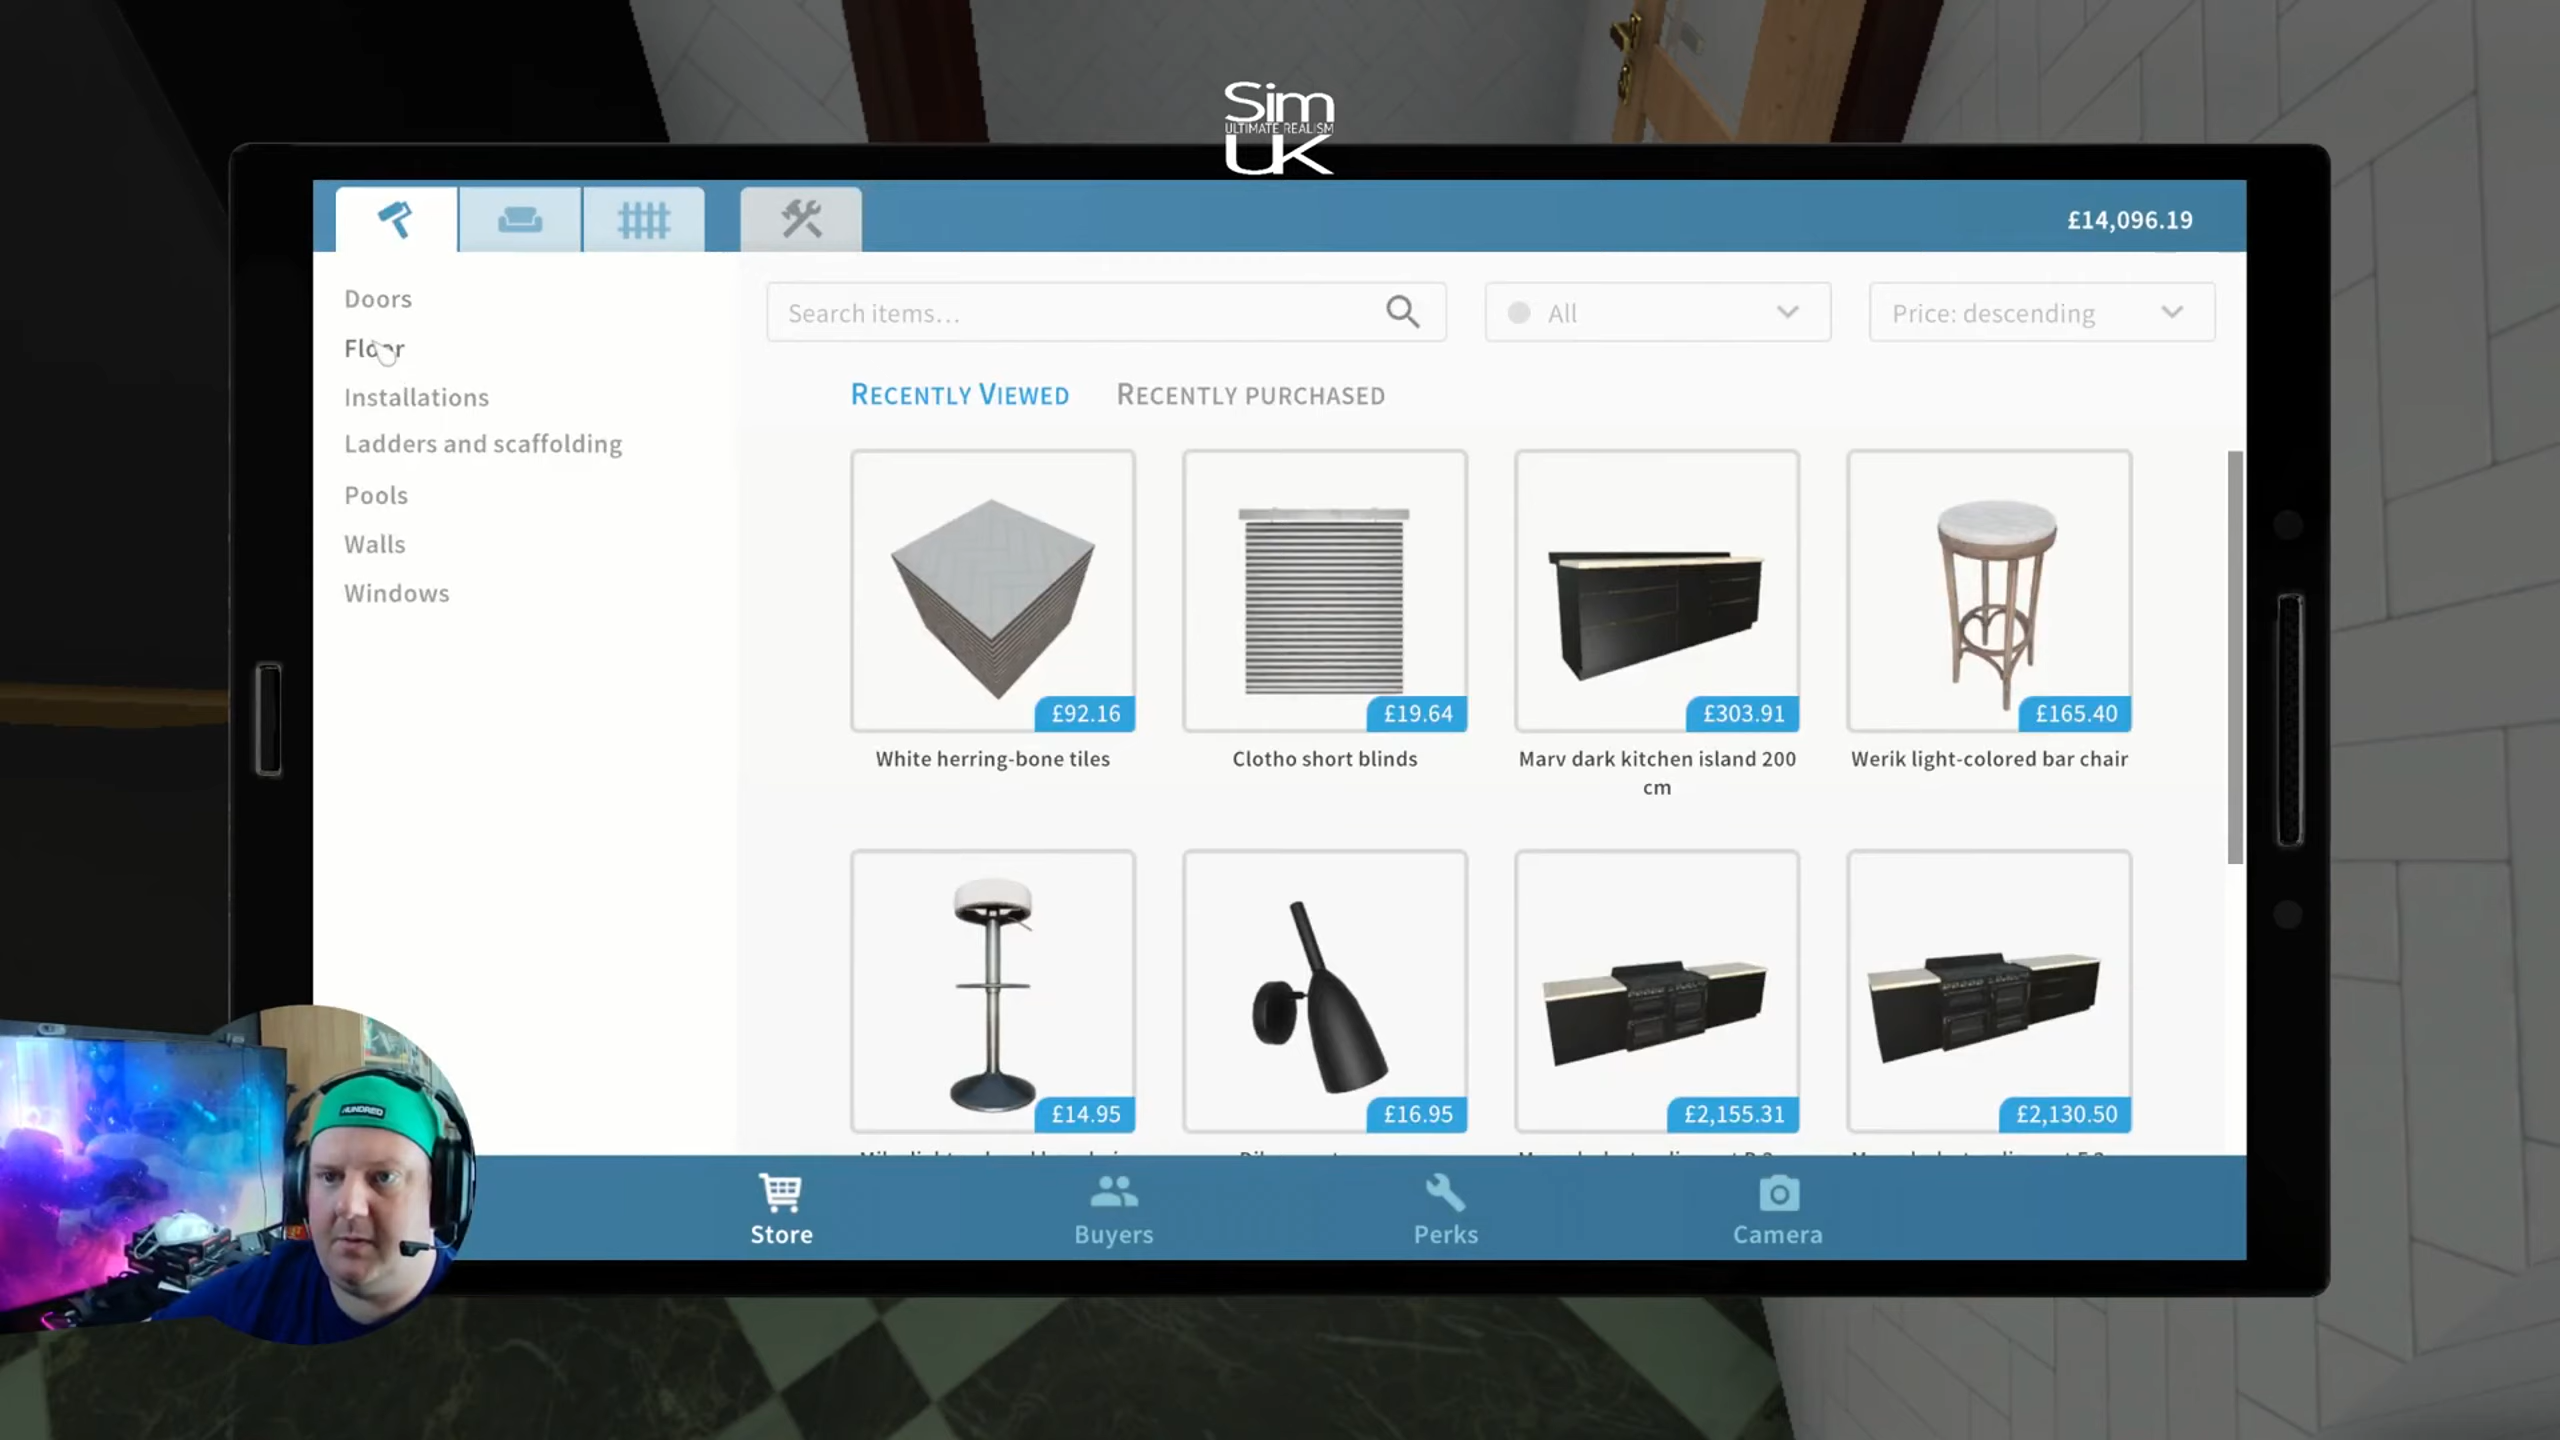 Sim
ULTIMATE REALISM
UK
£14,096.19
Doors
Floor
Installations
Ladders and scaffolding
Pools
Walls
Windows
Search items...
All
Price: descending
RECENTLY VIEWED
RECENTLY PURCHASED
£92.16
£19.64
£303.91
£165.40
White herring-bone tiles
Clotho short blinds
Marv dark kitchen island 200
cm
Werik light-colored bar chair
£14.95
£16.95
£2,155.31
£2,130.50
HUNDRED
Store
Buyers
Perks
Camera